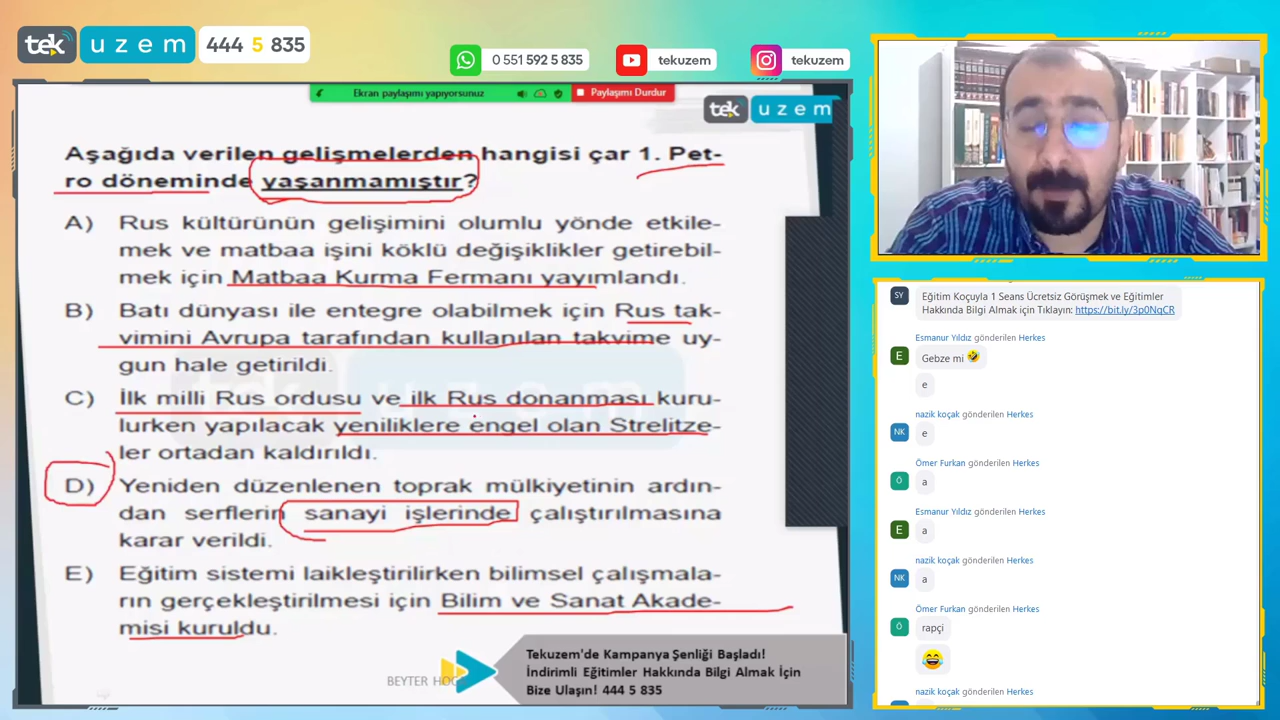 tek uzem 444 5 835
0 551 592 5 835 tekuzem tekuzem
Ekran paylaşımı yapıyorsunuz Paylaşımı Durdur
tek uzem
Aşağıda verilen gelişmelerden hangisi çar 1. Pet-
ro döneminde yaşanmamıştır?
A) Rus kültürünün gelişimini olumlu yönde etkile-
mek ve matbaa işini köklü değişiklikler getirebil-
mek için Matbaa Kurma Fermanı yayımlandı.
B) Batı dünyası ile entegre olabilmek için Rus tak-
vimini Avrupa tarafından kullanılan takvime uy-
gun hale getirildi.
C) İlk milli Rus ordusu ve ilk Rus donanması kuru-
lurken yapılacak yeniliklere engel olan Strelitze-
ler ortadan kaldırıldı.
D) Yeniden düzenlenen toprak mülkiyetinin ardın-
dan serflerin sanayi işlerinde çalıştırılmasına
karar verildi.
E) Eğitim sistemi laikleştirilirken bilimsel çalışmala-
rın gerçekleştirilmesi için Bilim ve Sanat Akade-
misi kuruldu.
BEYTER
Tekuzem'de Kampanya Şenliği Başladı!
İndirimli Eğitimler Hakkında Bilgi Almak İçin
Bize Ulaşın! 444 5 835
SY
Eğitim Koçuyla 1 Seans Ücretsiz Görüşmek ve Eğitimler
Hakkında Bilgi Almak için Tıklayın: https://bit.ly/3p0NqCR
Esmanur Yıldız gönderilen Herkes
E Gebze mi 🤣
e
nazik koçak gönderilen Herkes
NK e
Ömer Furkan gönderilen Herkes
Ö a
Esmanur Yıldız gönderilen Herkes
E a
nazik koçak gönderilen Herkes
NK a
Ömer Furkan gönderilen Herkes
Ö rapçi
😂
nazik koçak gönderilen Herkes